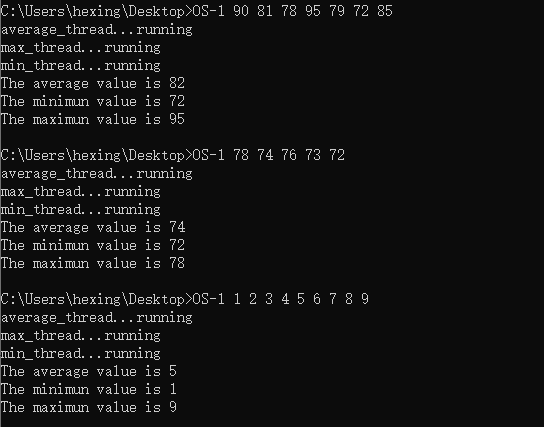 C:\Users\hexing\Desktop>OS-1 90 81 78 95 79 72 85
average_thread...running
max_thread...running
min_thread...running
The average value is 82
The minimun value is 72
The maximun value is 95
C:\Users\hexing\Desktop>OS-1 78 74 76 73 72
average_thread...running
max_thread...running
min_thread...running
The average value is 74
The minimun value is 72
The maximun value is 78
C:\Users\hexing\Desktop>OS-1 1 2 3 4 5 6 7 8 9
average_thread...running
max_thread...running
min_thread...running
The average value is 5
The minimun value is 1
The maximun value is 9